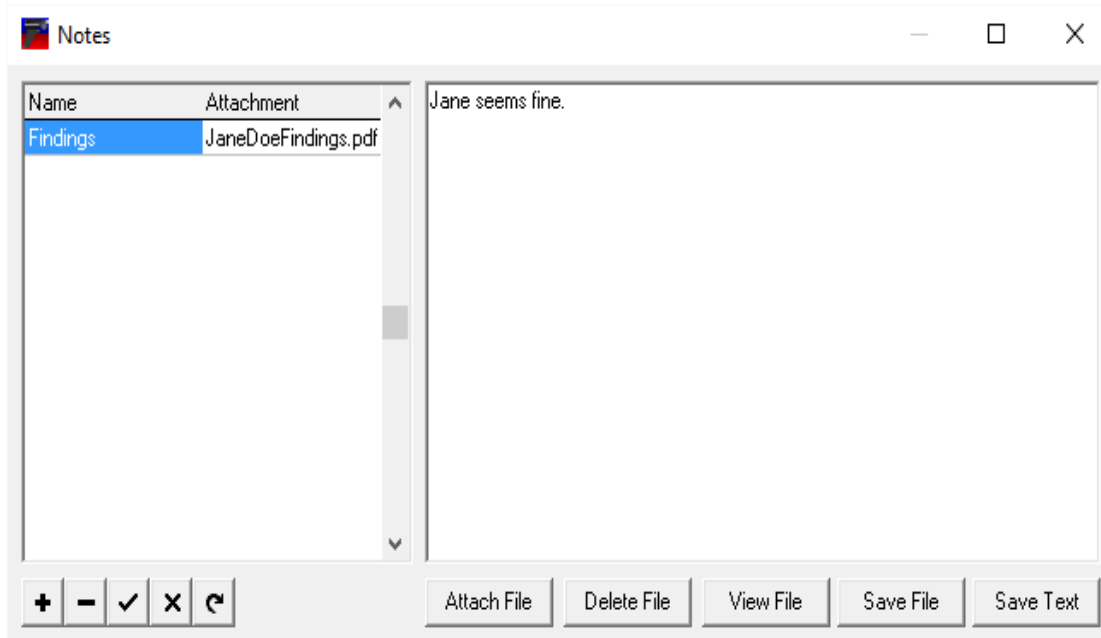 Notes
Name Attachment
Findings JaneDoeFindings.pdf
Jane seems fine.
Attach File Delete File View File Save File Save Text